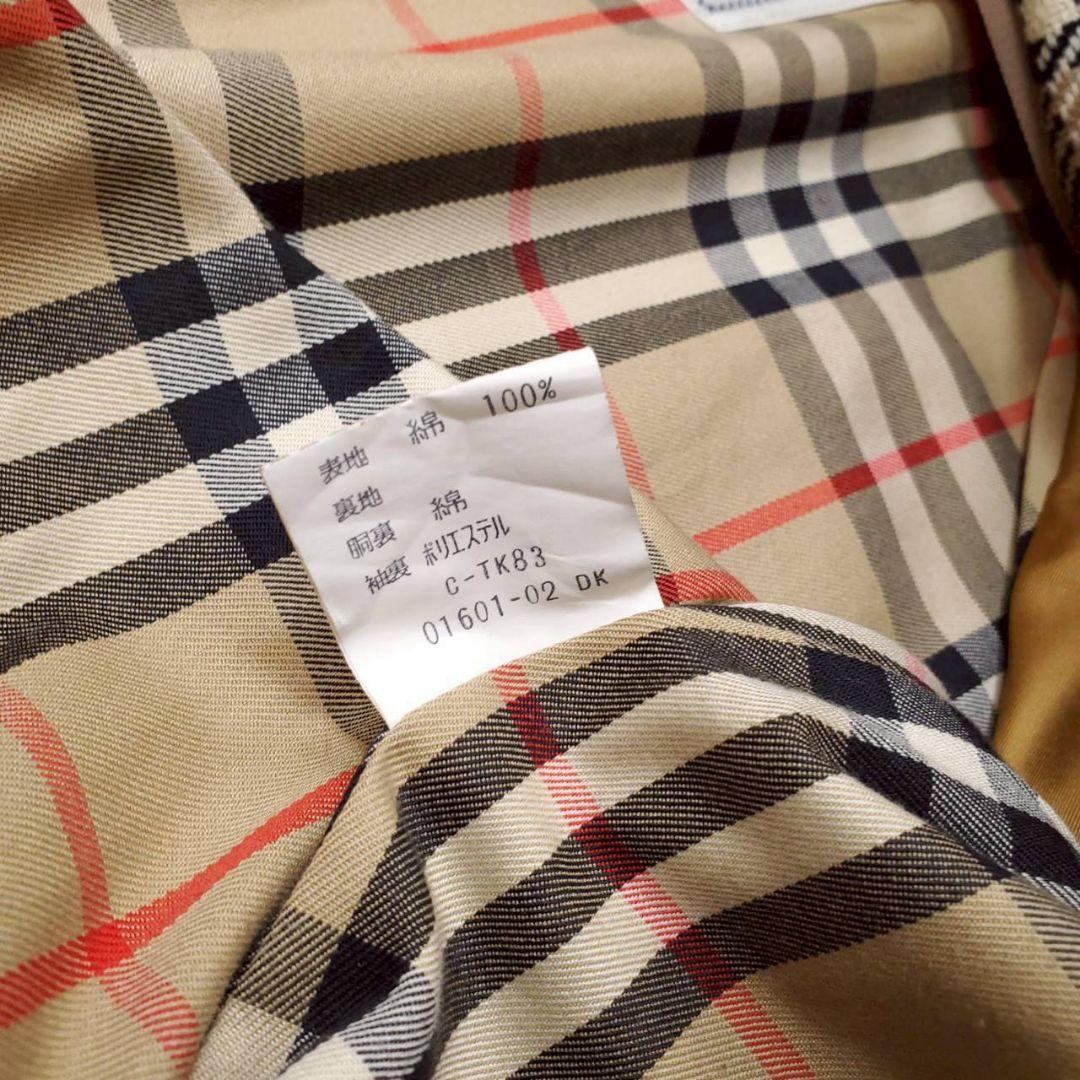 表地 綿 100%
裏地
胴裏 綿
袖裏 ポリエステル
C-TK83
01601-02 DK